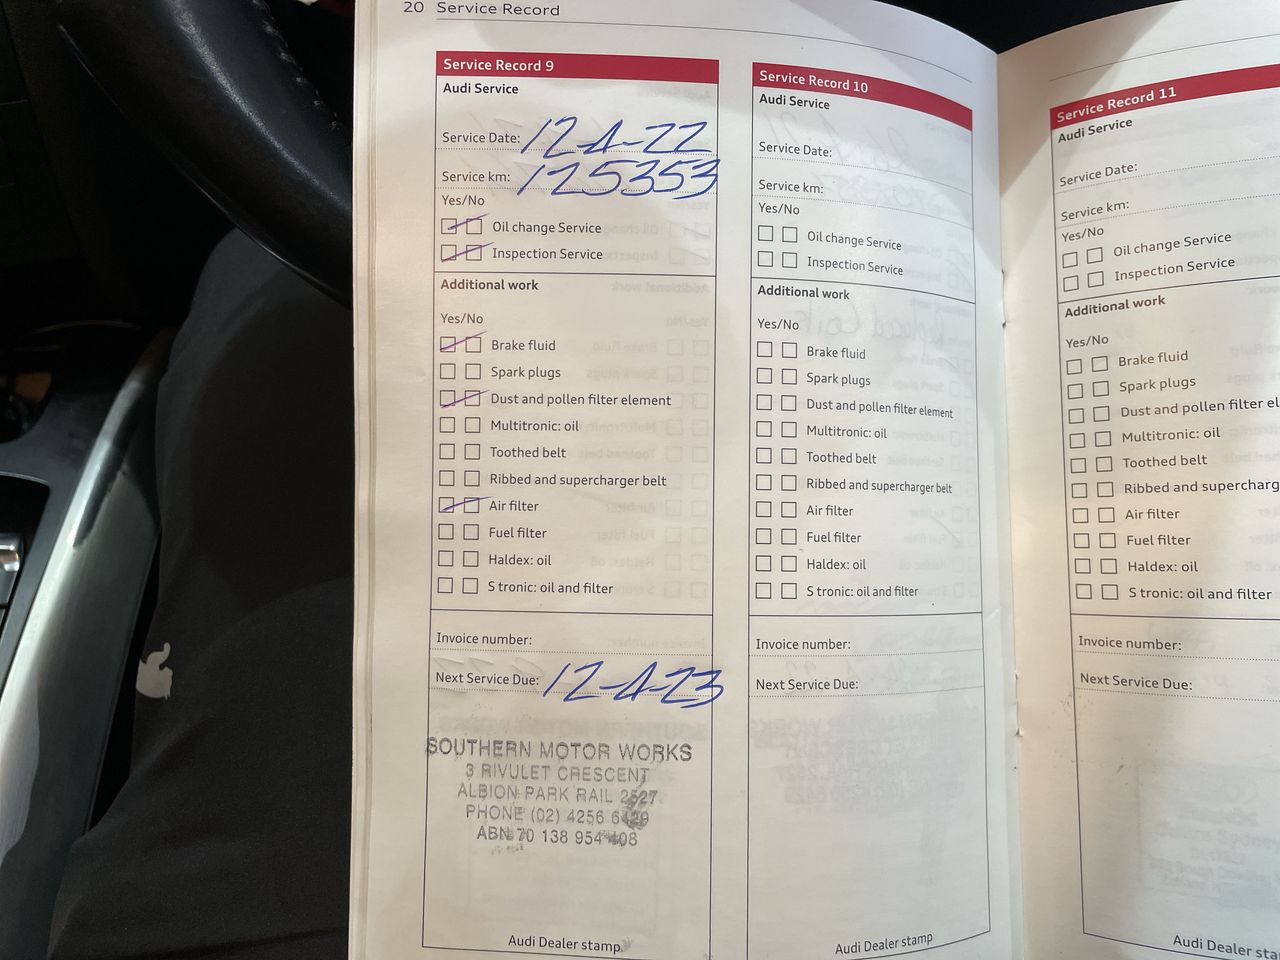 20 Service Record
Service Record 9
Audi Service
Service Date: 12-4-22
Service km: 125353
Yes/No
Oil change Service
Inspection Service
Additional work
Yes/No
Brake fluid
Spark plugs
Dust and pollen filter element
Multitronic: oil
Toothed belt
Ribbed and supercharger belt
Air filter
Fuel filter
Haldex: oil
S tronic: oil and filter
Invoice number:
Next Service Due: 12-4-23
SOUTHERN MOTOR WORKS
3 RIVULET CRESCENT
ALBION PARK RAIL 2527
PHONE (02) 4256 6429
ABN 70 138 954 408
Audi Dealer stamp
Service Record 10
Audi Service
Service Date:
Service km:
Yes/No
Oil change Service
Inspection Service
Additional work
Yes/No
Brake fluid
Spark plugs
Dust and pollen filter element
Multitronic: oil
Toothed belt
Ribbed and supercharger belt
Air filter
Fuel filter
Haldex: oil
S tronic: oil and filter
Invoice number:
Next Service Due:
Audi Dealer stamp
Service Record 11
Audi Service
Service Date:
Service km:
Yes/No
Oil change Service
Inspection Service
Additional work
Yes/No
Brake fluid
Spark plugs
Dust and pollen filter el
Multitronic: oil
Toothed belt
Ribbed and supercharg
Air filter
Fuel filter
Haldex: oil
S tronic: oil and filter
Invoice number:
Next Service Due:
Audi Dealer sta